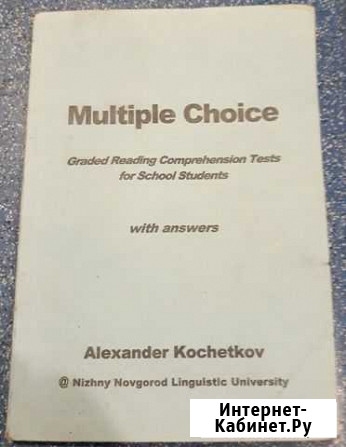 Multiple Choice
Graded Reading Comprehension Tests
for School Students
with answers
Alexander Kochetkov
@ Nizhny Novgorod Linguistic University
Интернет-
Кабинет.Ру